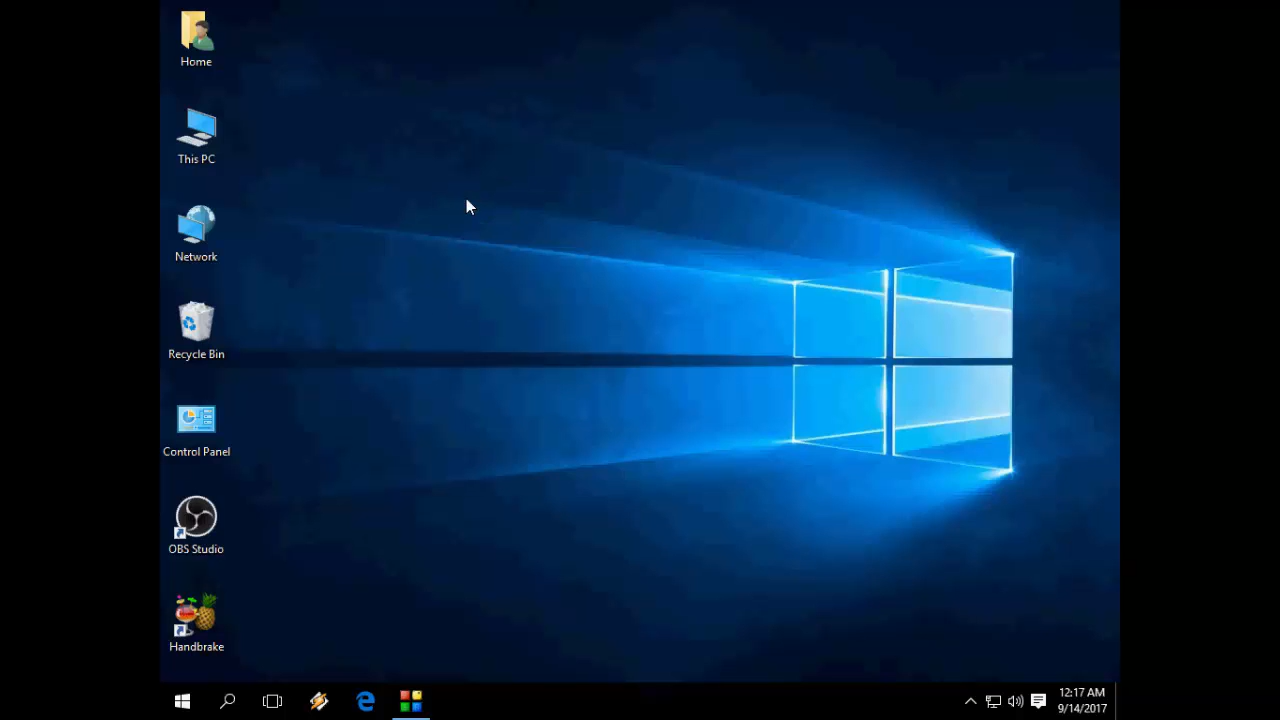 Home
This PC
Network
Recycle Bin
Control Panel
OBS Studio
Handbrake
12:17 AM
9/14/2017